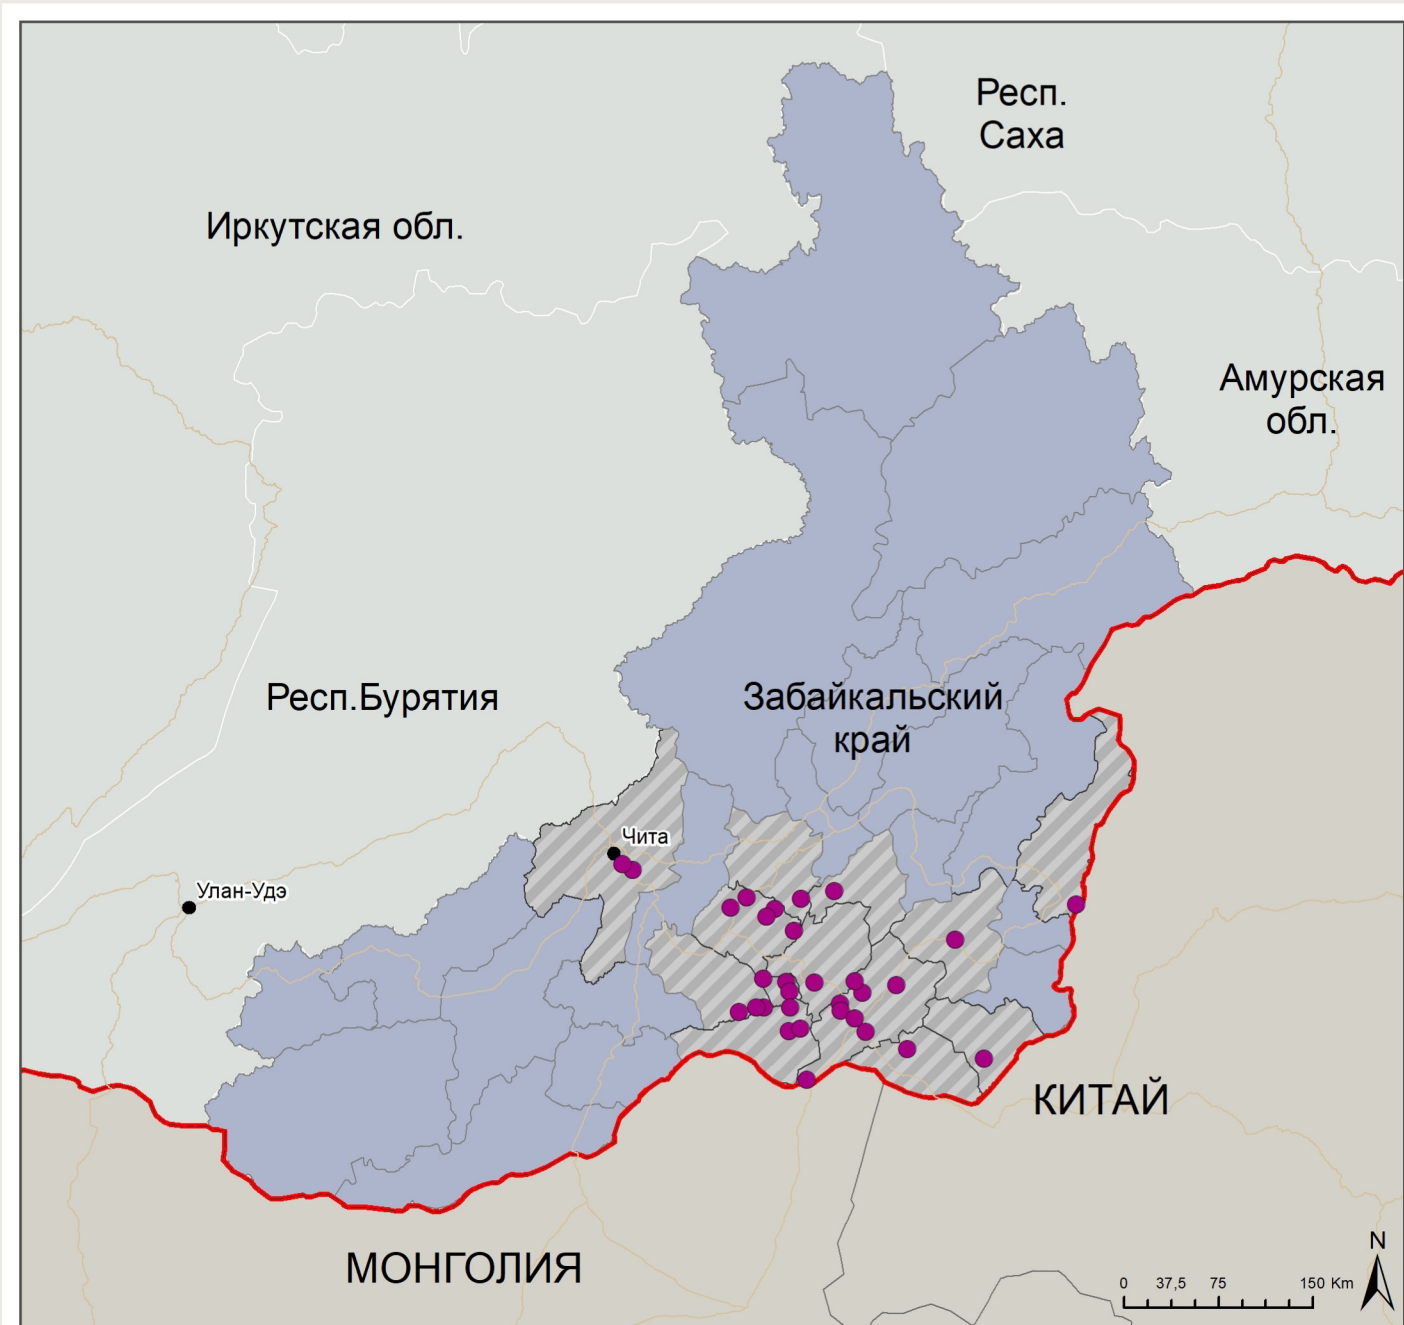 Респ.
Саха
Иркутская обл.
Амурская
обл.
Респ.Бурятия
Забайкальский
край
Чита
Улан-Удэ
КИТАЙ
МОНГОЛИЯ
N
0 37,5 75 150 Km